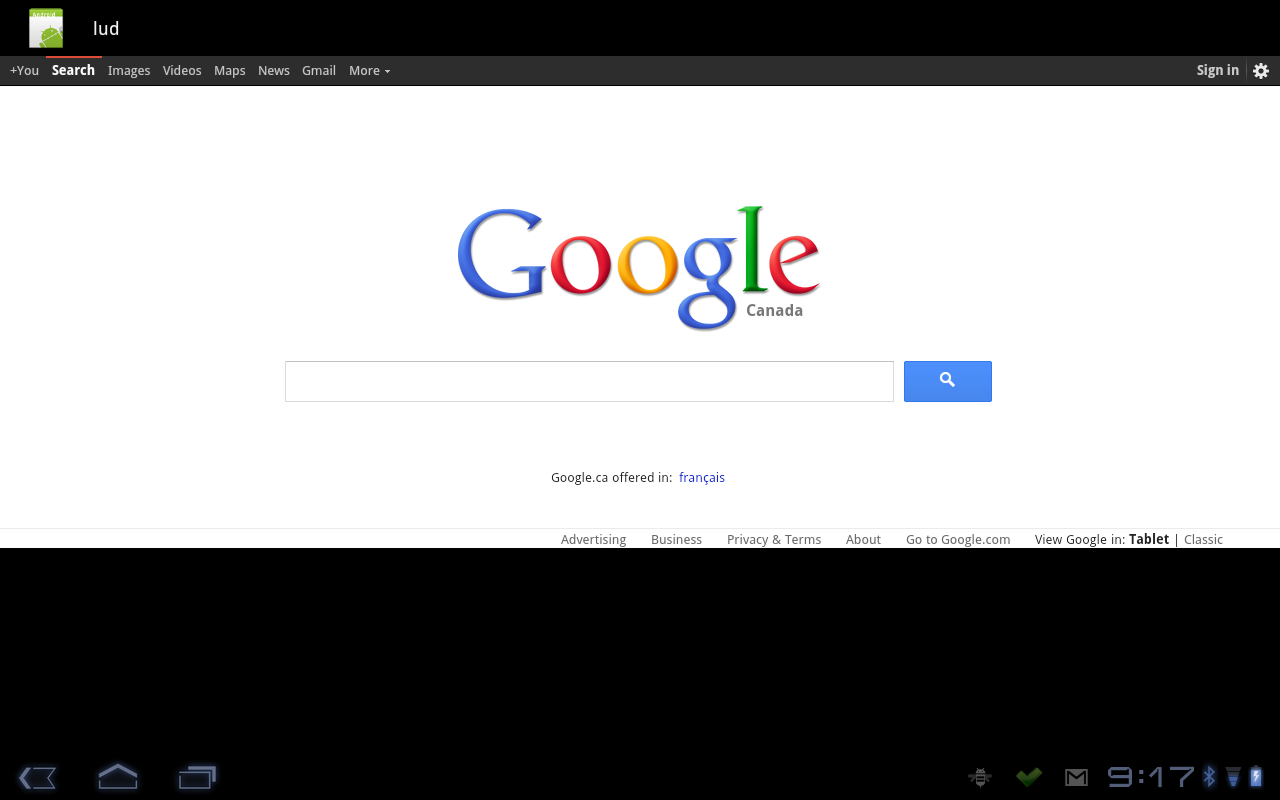 lud
+You Search Images Videos Maps News Gmail More Sign in
Google
Canada
Google.ca offered in: français
Advertising Business Privacy & Terms About Go to Google.com View Google in: Tablet | Classic
9:17